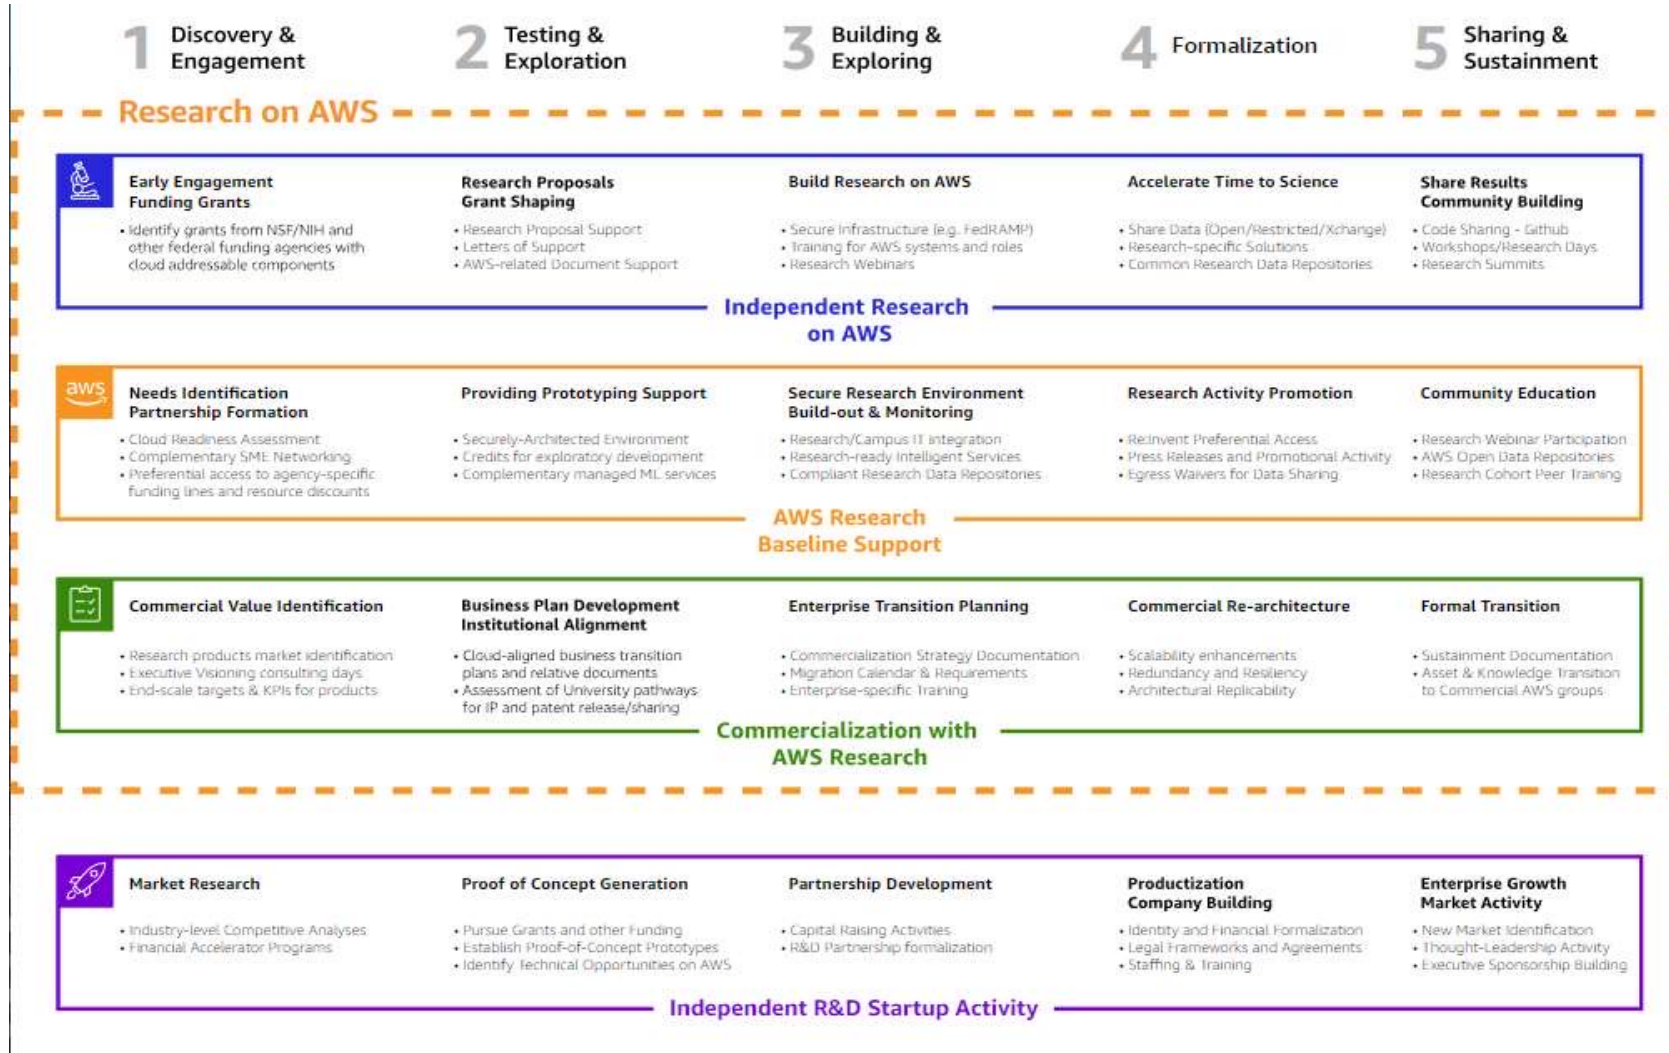 1 Discovery &
Engagement
2 Testing &
Exploration
3 Building &
Exploring
4 Formalization
5 Sharing &
Sustainment
Research on AWS
Early Engagement
Funding Grants
• Identify grants from NSF/NIH and
other federal funding agencies with
cloud addressable components
Research Proposals
Grant Shaping
• Research Proposal Support
• Letters of Support
• AWS-related Document Support
Build Research on AWS
• Secure Infrastructure (e.g. FedRAMP)
• Training for AWS systems and roles
• Research Webinars
Accelerate Time to Science
• Share Data (Open/Restricted/Xchange)
• Research-specific Solutions
• Common Research Data Repositories
Share Results
Community Building
• Code Sharing - Github
• Workshops/Research Days
• Research Summits
Independent Research
on AWS
aws
Needs Identification
Partnership Formation
• Cloud Readiness Assessment
• Complementary SME Networking
• Preferential access to agency-specific
funding lines and resource discounts
Providing Prototyping Support
• Securely-Architected Environment
• Credits for exploratory development
• Complementary managed ML services
Secure Research Environment
Build-out & Monitoring
• Research/Campus IT integration
• Research-ready Intelligent Services
• Compliant Research Data Repositories
Research Activity Promotion
• Re:Invent Preferential Access
• Press Releases and Promotional Activity
• Egress Waivers for Data Sharing
Community Education
• Research Webinar Participation
• AWS Open Data Repositories
• Research Cohort Peer Training
AWS Research
Baseline Support
Commercial Value Identification
• Research products market identification
• Executive Visioning consulting days
• End-scale targets & KPIs for products
Business Plan Development
Institutional Alignment
• Cloud-aligned business transition
plans and relative documents
• Assessment of University pathways
for IP and patent release/sharing
Enterprise Transition Planning
• Commercialization Strategy Documentation
• Migration Calendar & Requirements
• Enterprise-specific Training
Commercial Re-architecture
• Scalability enhancements
• Redundancy and Resiliency
• Architectural Replicability
Formal Transition
• Sustainment Documentation
• Asset & Knowledge Transition
to Commercial AWS groups
Commercialization with
AWS Research
Market Research
• Industry-level Competitive Analyses
• Financial Accelerator Programs
Proof of Concept Generation
• Pursue Grants and other Funding
• Establish Proof-of-Concept Prototypes
• Identify Technical Opportunities on AWS
Partnership Development
• Capital Raising Activities
• R&D Partnership formalization
Productization
Company Building
• Identity and Financial Formalization
• Legal Frameworks and Agreements
• Staffing & Training
Enterprise Growth
Market Activity
• New Market Identification
• Thought-Leadership Activity
• Executive Sponsorship Building
Independent R&D Startup Activity